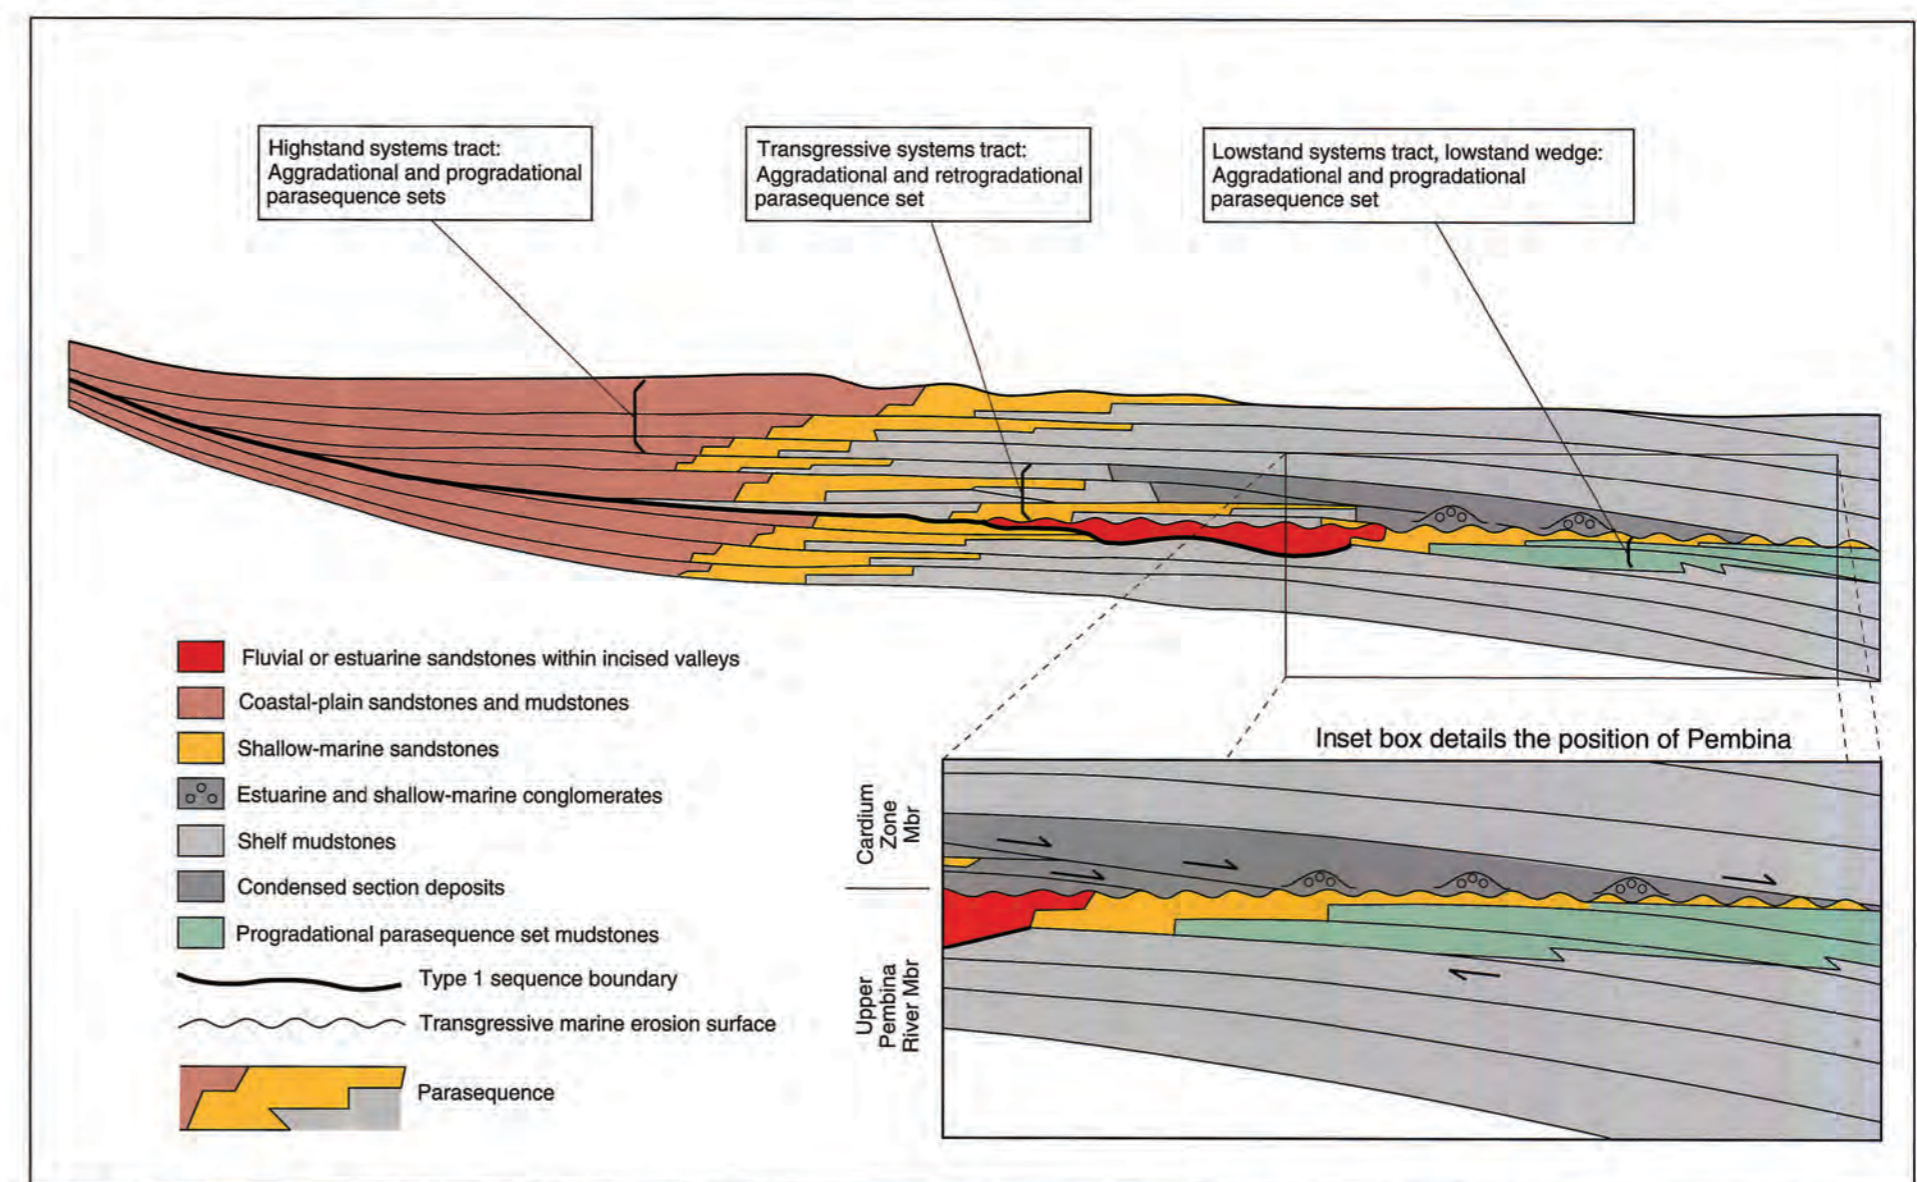 Highstand systems tract:
Aggradational and progradational
parasequence sets
Transgressive systems tract:
Aggradational and retrogradational
parasequence set
Lowstand systems tract, lowstand wedge:
Aggradational and progradational
parasequence set
Fluvial or estuarine sandstones within incised valleys
Coastal-plain sandstones and mudstones
Shallow-marine sandstones
Estuarine and shallow-marine conglomerates
Shelf mudstones
Condensed section deposits
Progradational parasequence set mudstones
Type 1 sequence boundary
Transgressive marine erosion surface
Parasequence
Inset box details the position of Pembina
Cardium
Zone
Mbr
Upper
Pembina
River Mbr